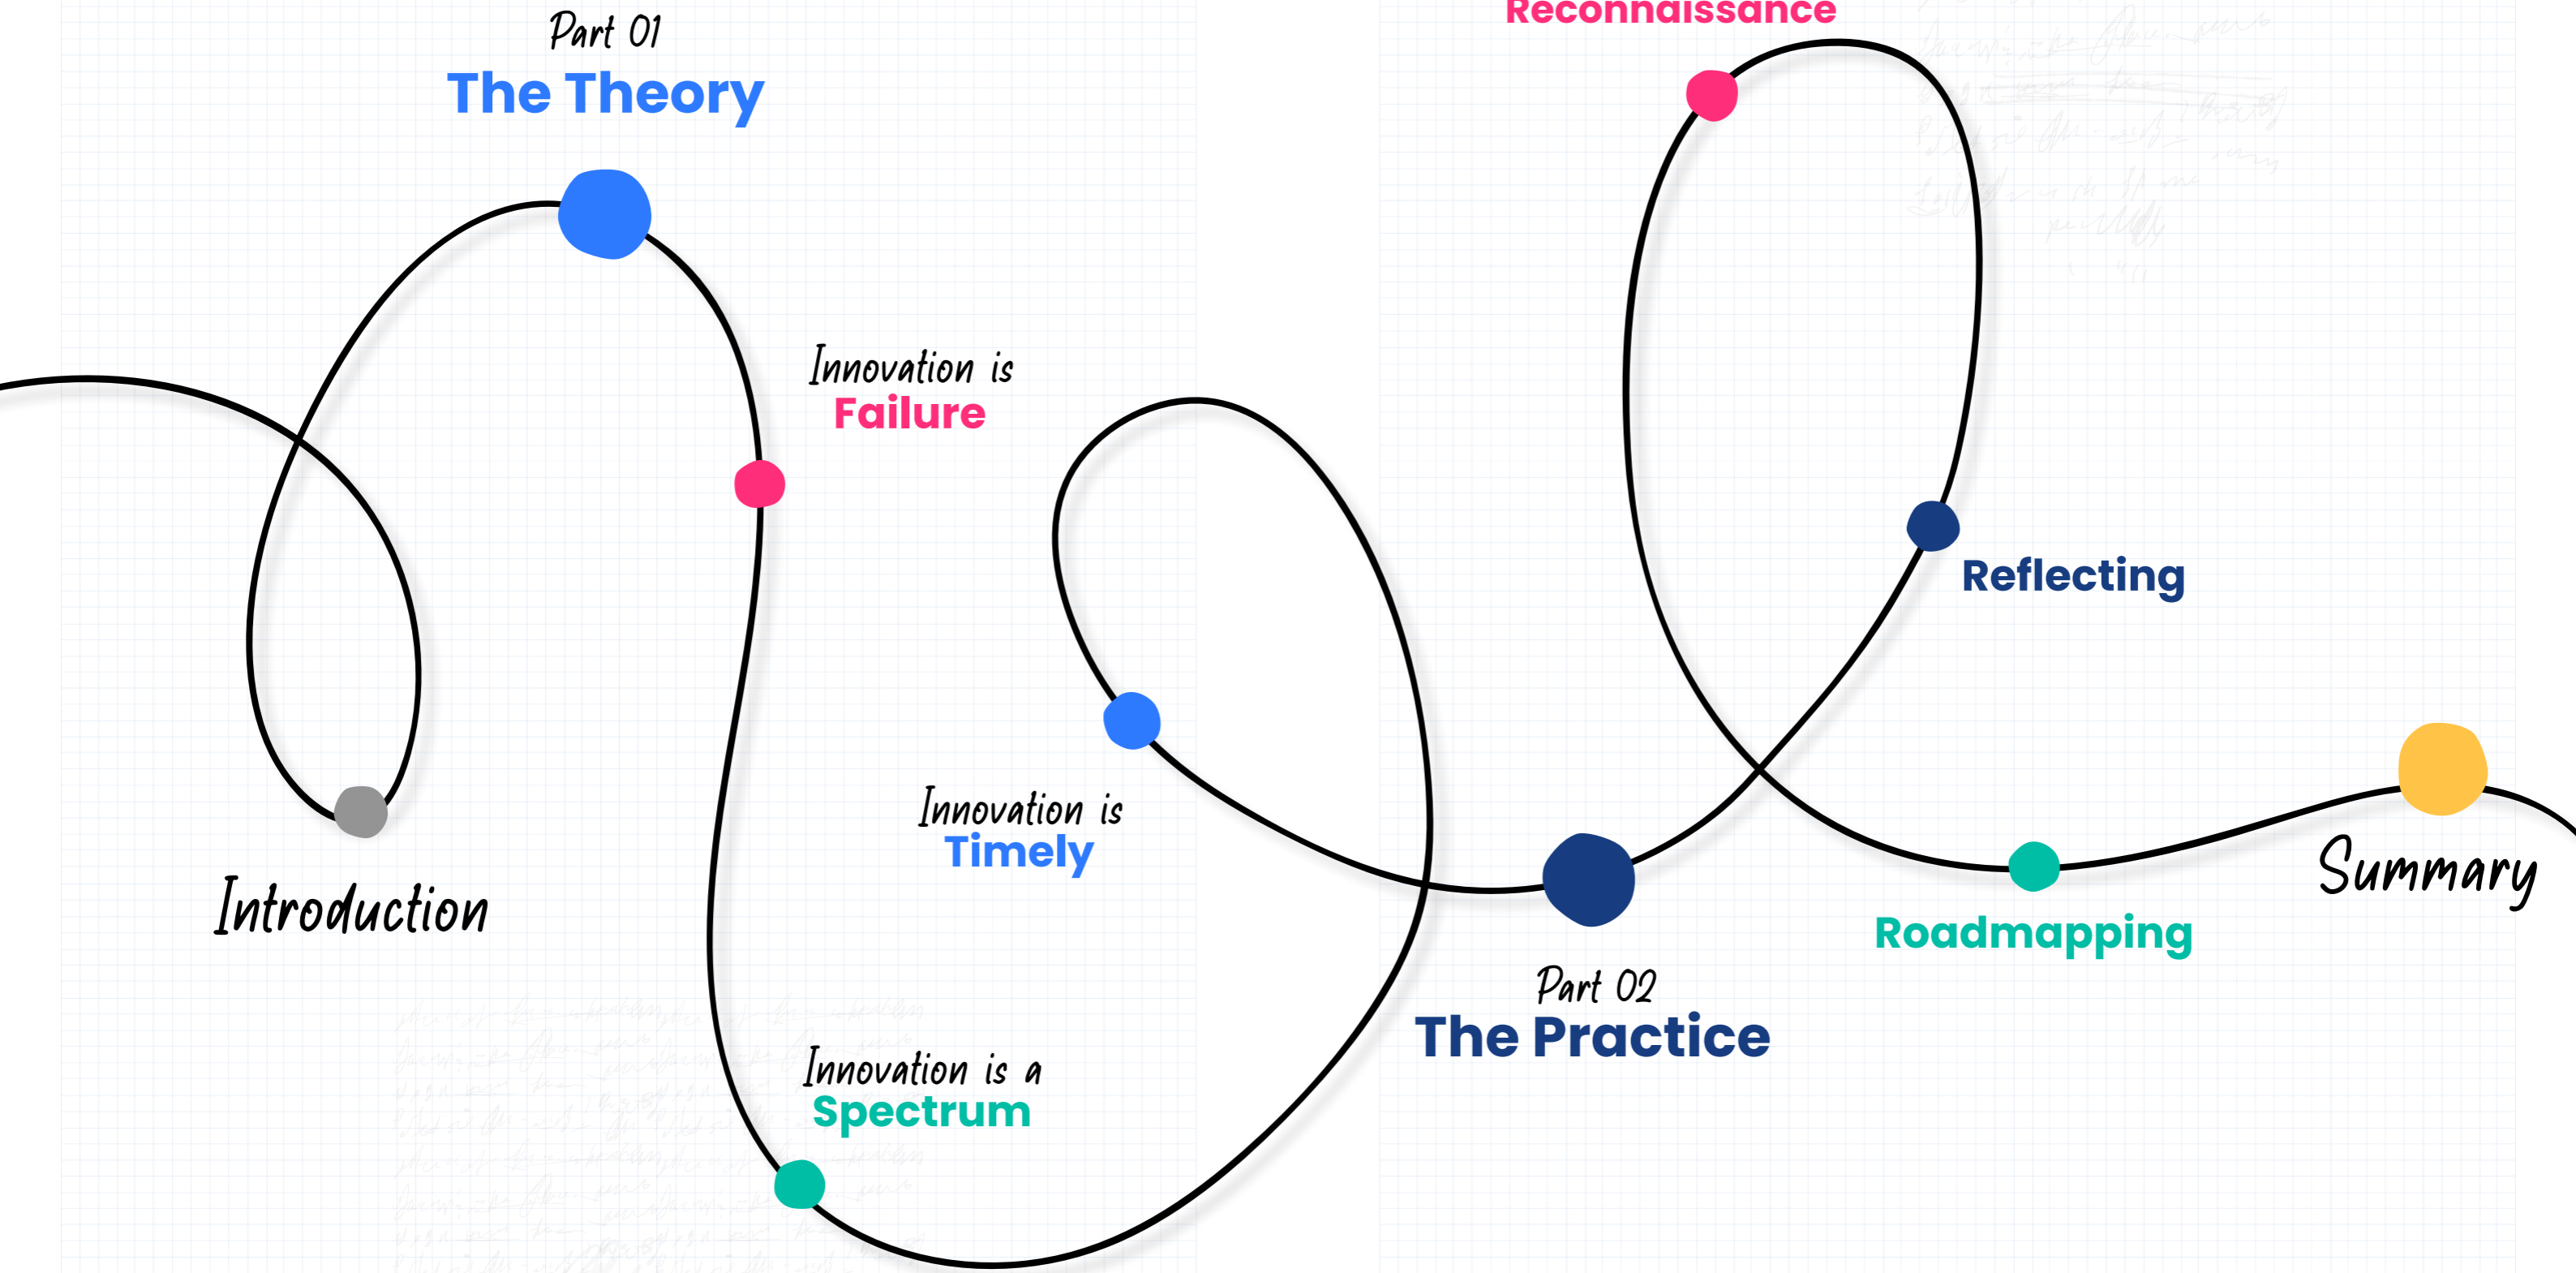 Introduction
Part 01
The Theory
Innovation is
Failure
Innovation is a
Spectrum
Innovation is
Timely
Part 02
The Practice
Reflecting
Reconnaissance
Roadmapping
Summary